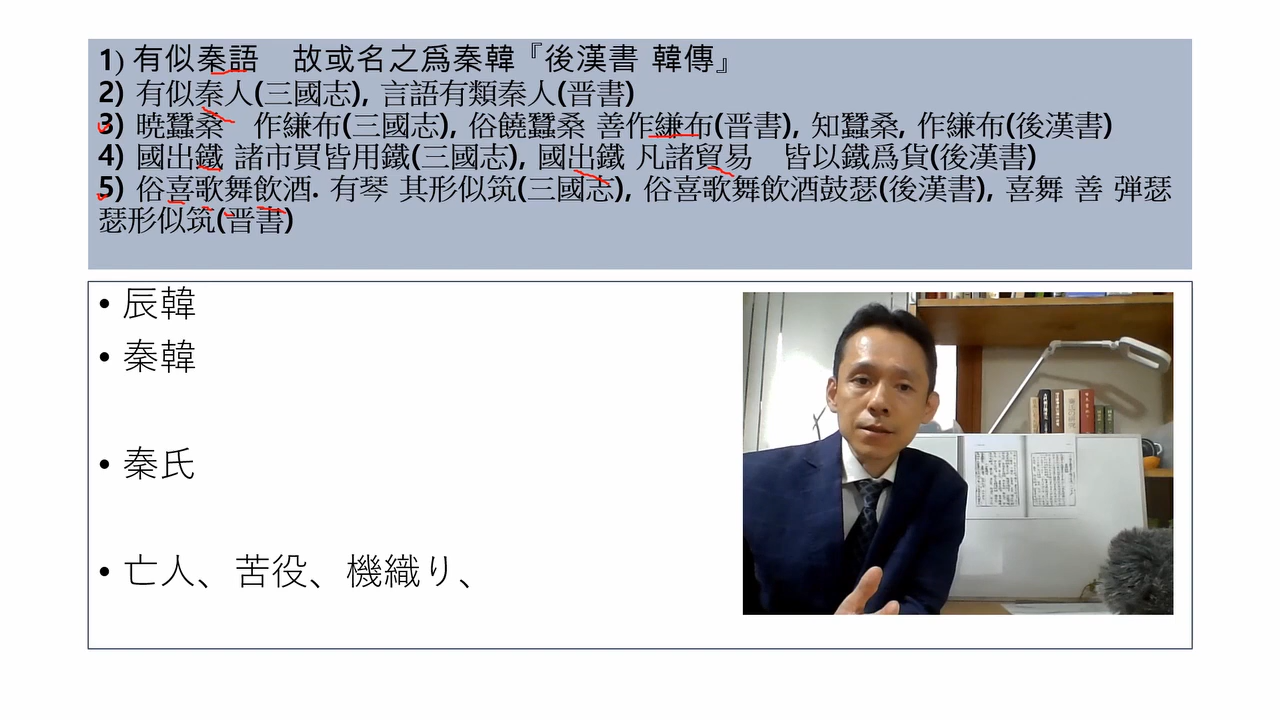 1) 有似秦語　故或名之爲秦韓『後漢書 韓傳』
2) 有似秦人(三國志), 言語有類秦人(晋書)
3) 暁蠶桑　作縑布(三國志), 俗饒蠶桑 善作縑布(晋書), 知蠶桑, 作縑布(後漢書)
4) 國出鐵 諸市買皆用鐵(三國志), 國出鐵 凡諸貿易　皆以鐵爲貨(後漢書)
5) 俗喜歌舞飲酒. 有琴 其形似筑(三國志), 俗喜歌舞飲酒鼓瑟(後漢書), 喜舞 善 弾瑟
瑟形似筑(晋書)
• 辰韓
• 秦韓
• 秦氏
• 亡人、苦役、機織り、